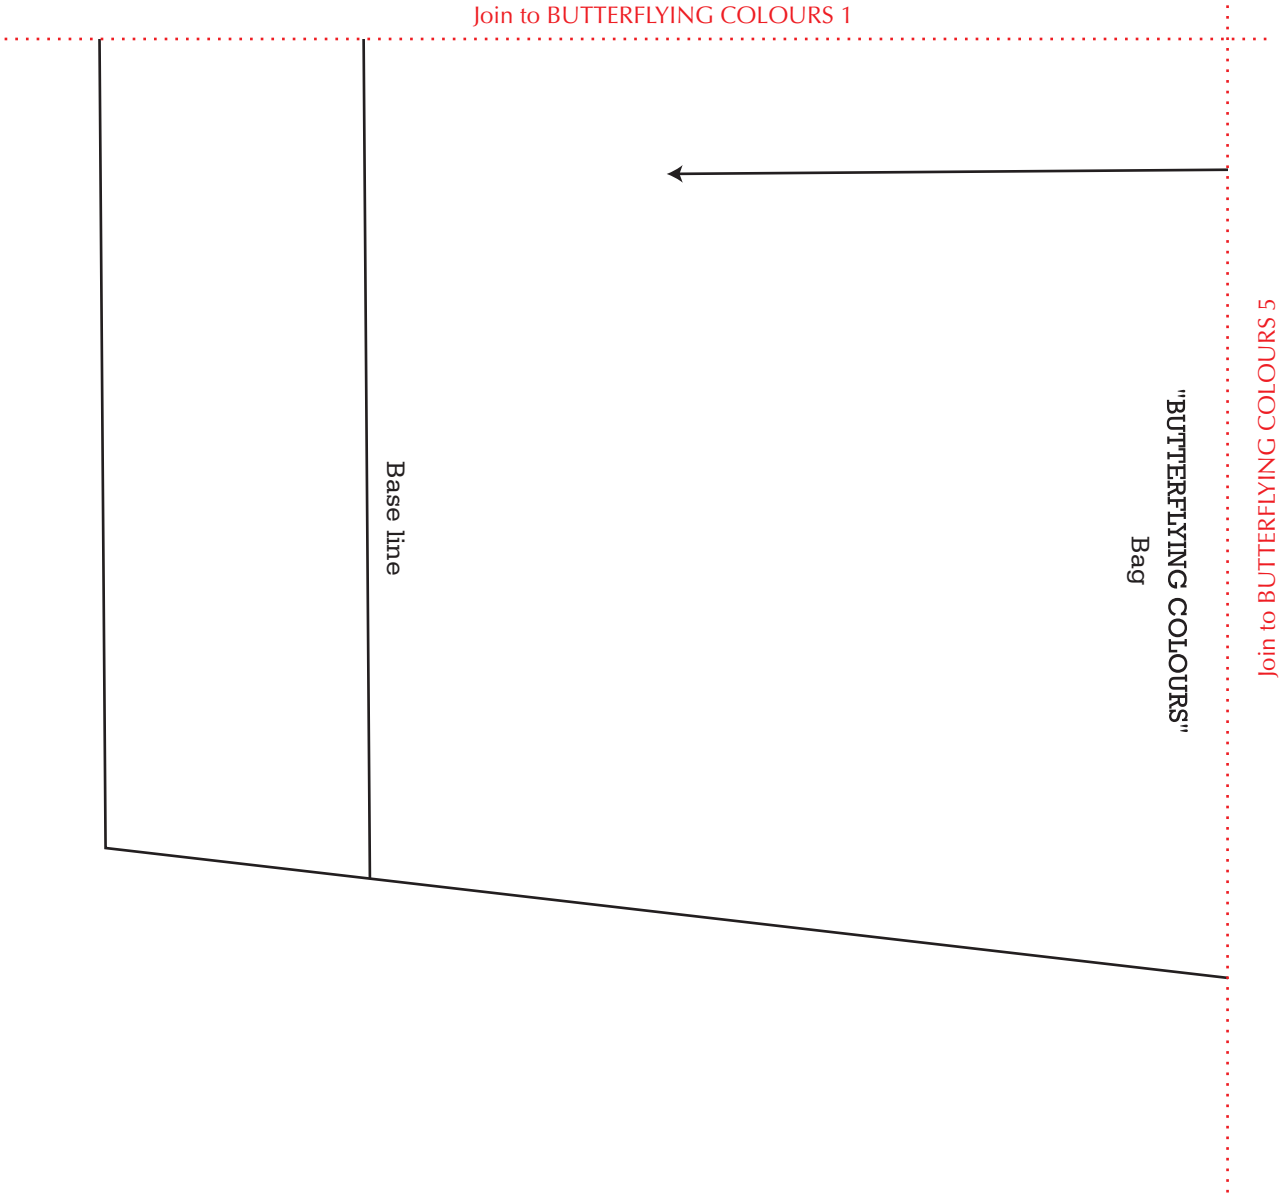 Join to BUTTERFLYING COLOURS 1
Join to BUTTERFLYING COLOURS 5
"BUTTERFLYING COLOURS"
Bag
Base line